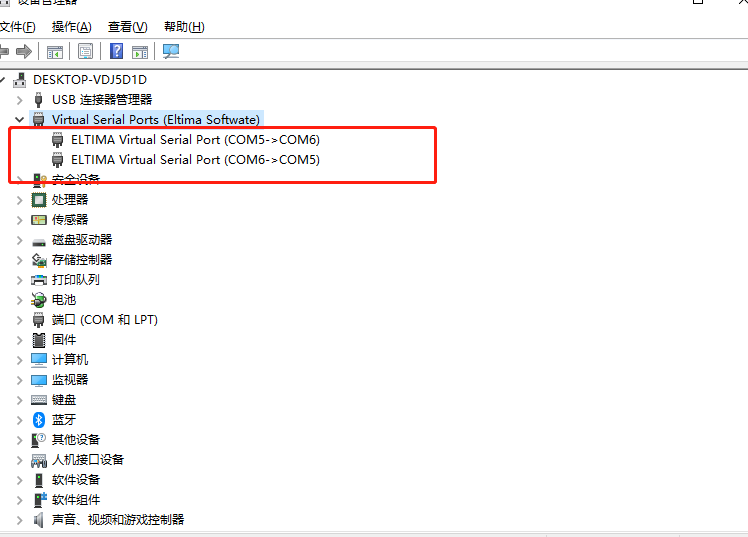 设备管理器
文件(F) 操作(A) 查看(V) 帮助(H)
DESKTOP-VDJ5D1D
USB 连接器管理器
Virtual Serial Ports (Eltima Softwate)
ELTIMA Virtual Serial Port (COM5->COM6)
ELTIMA Virtual Serial Port (COM6->COM5)
安全设备
处理器
传感器
磁盘驱动器
存储控制器
打印队列
电池
端口 (COM 和 LPT)
固件
计算机
监视器
键盘
蓝牙
其他设备
人机接口设备
软件设备
软件组件
声音、视频和游戏控制器